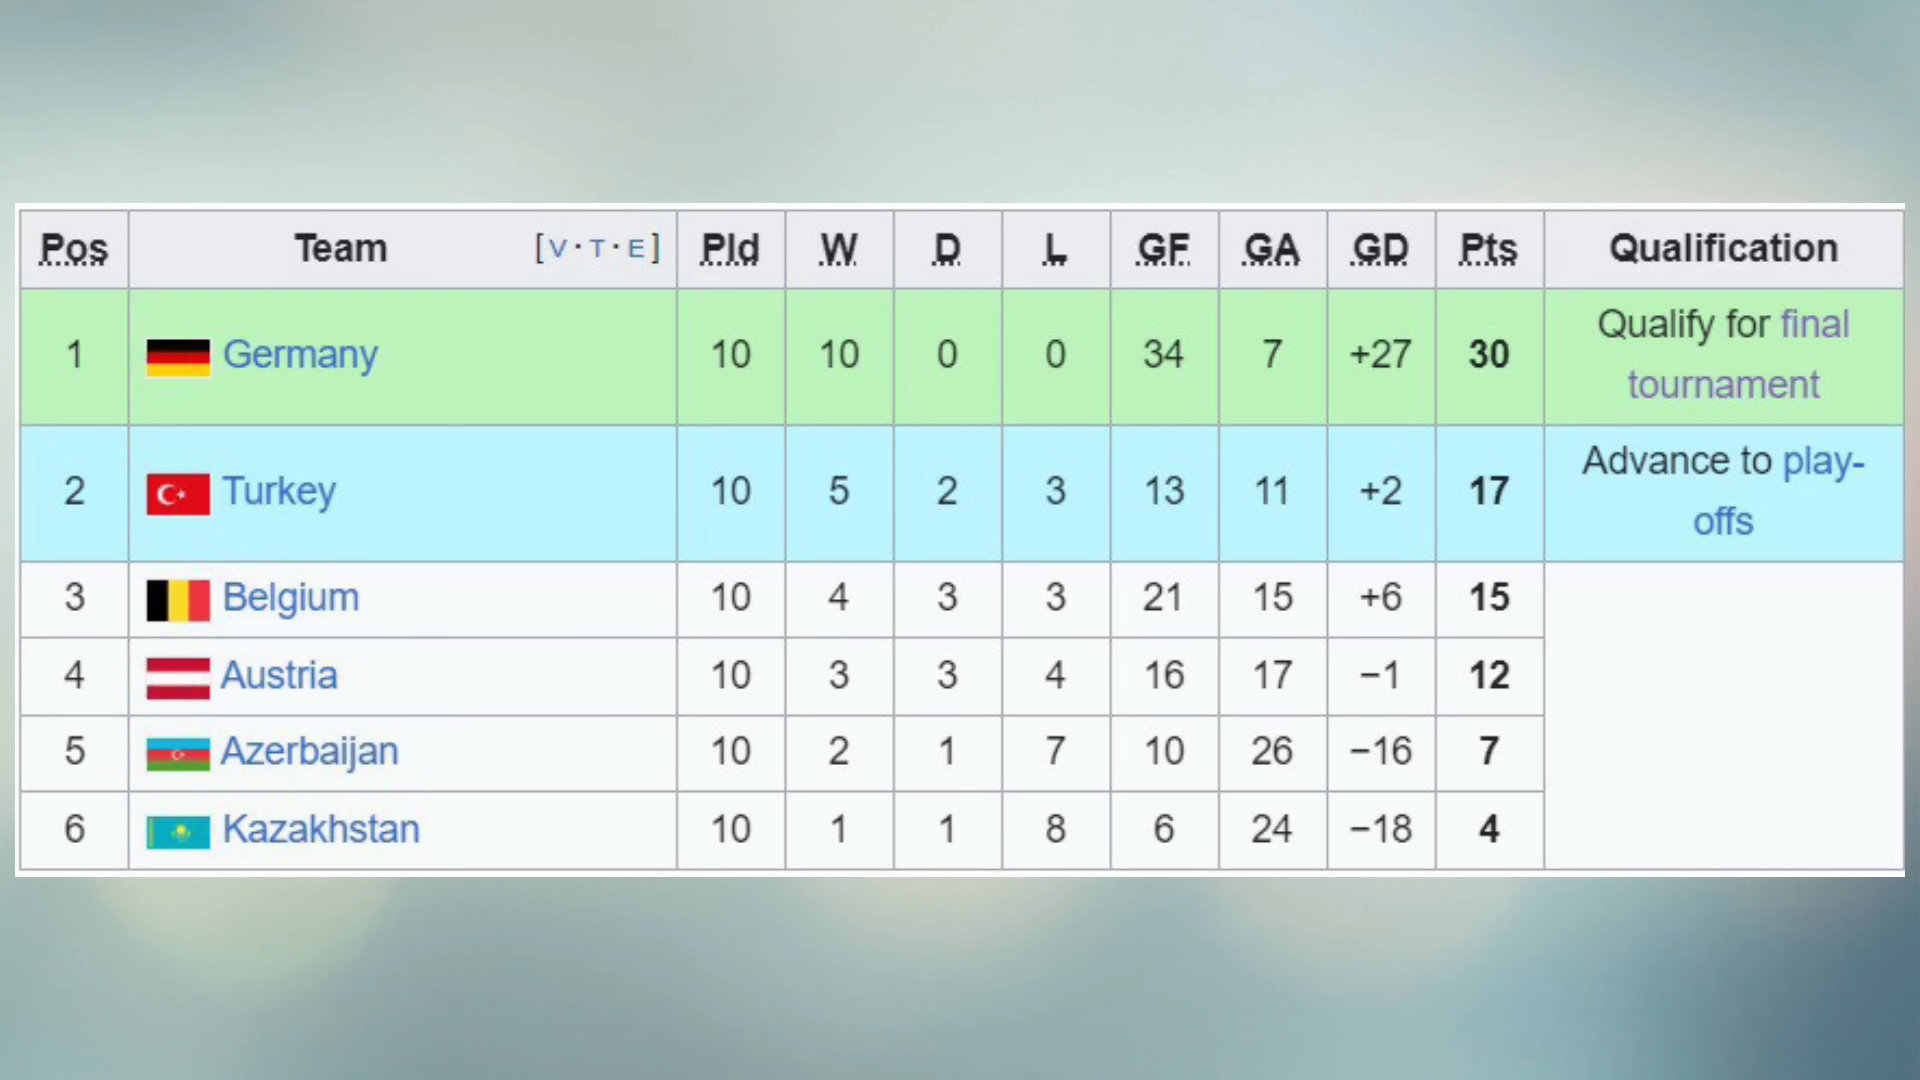 Pos Team [V·T·E] Pld W D L GF GA GD Pts Qualification
1 Germany 10 10 0 0 34 7 +27 30 Qualify for final
tournament
2 Turkey 10 5 2 3 13 11 +2 17 Advance to play-
offs
3 Belgium 10 4 3 3 21 15 +6 15
4 Austria 10 3 3 4 16 17 −1 12
5 Azerbaijan 10 2 1 7 10 26 −16 7
6 Kazakhstan 10 1 1 8 6 24 −18 4